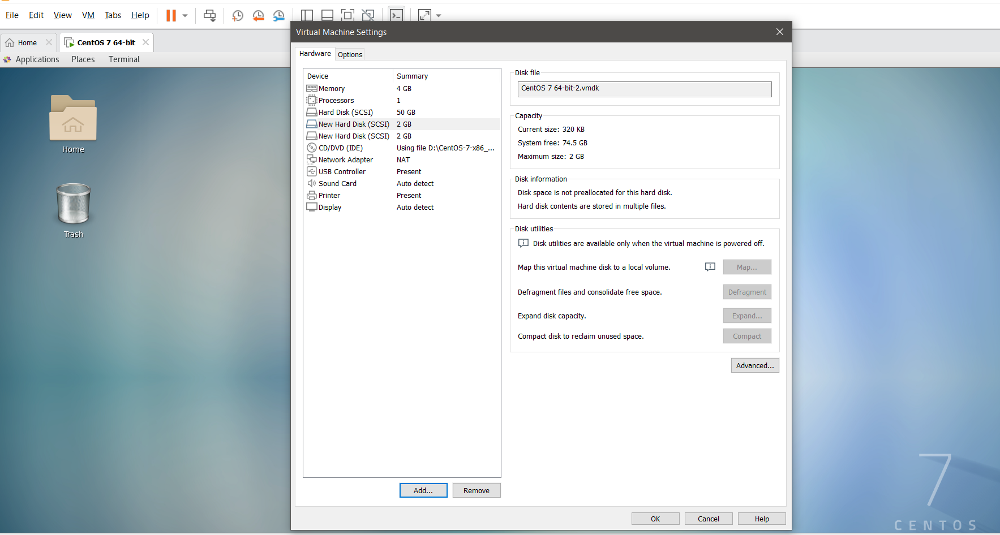 File Edit View VM Tabs Help
Virtual Machine Settings
Home CentOS 7 64-bit
Applications Places Terminal
Hardware Options
Device Summary
Memory 4 GB
Processors 1
Hard Disk (SCSI) 50 GB
New Hard Disk (SCSI) 2 GB
New Hard Disk (SCSI) 2 GB
CD/DVD (IDE) Using file D:\CentOS-7-x86_...
Network Adapter NAT
USB Controller Present
Sound Card Auto detect
Printer Present
Display Auto detect
Add... Remove
Disk file
CentOS 7 64-bit-2.vmdk
Capacity
Current size: 320 KB
System free: 74.5 GB
Maximum size: 2 GB
Disk information
Disk space is not preallocated for this hard disk.
Hard disk contents are stored in multiple files.
Disk utilities
Disk utilities are available only when the virtual machine is powered off.
Map this virtual machine disk to a local volume. Map...
Defragment files and consolidate free space. Defragment
Expand disk capacity. Expand...
Compact disk to reclaim unused space. Compact
Advanced...
OK Cancel Help
Home
Trash
7
CENTOS